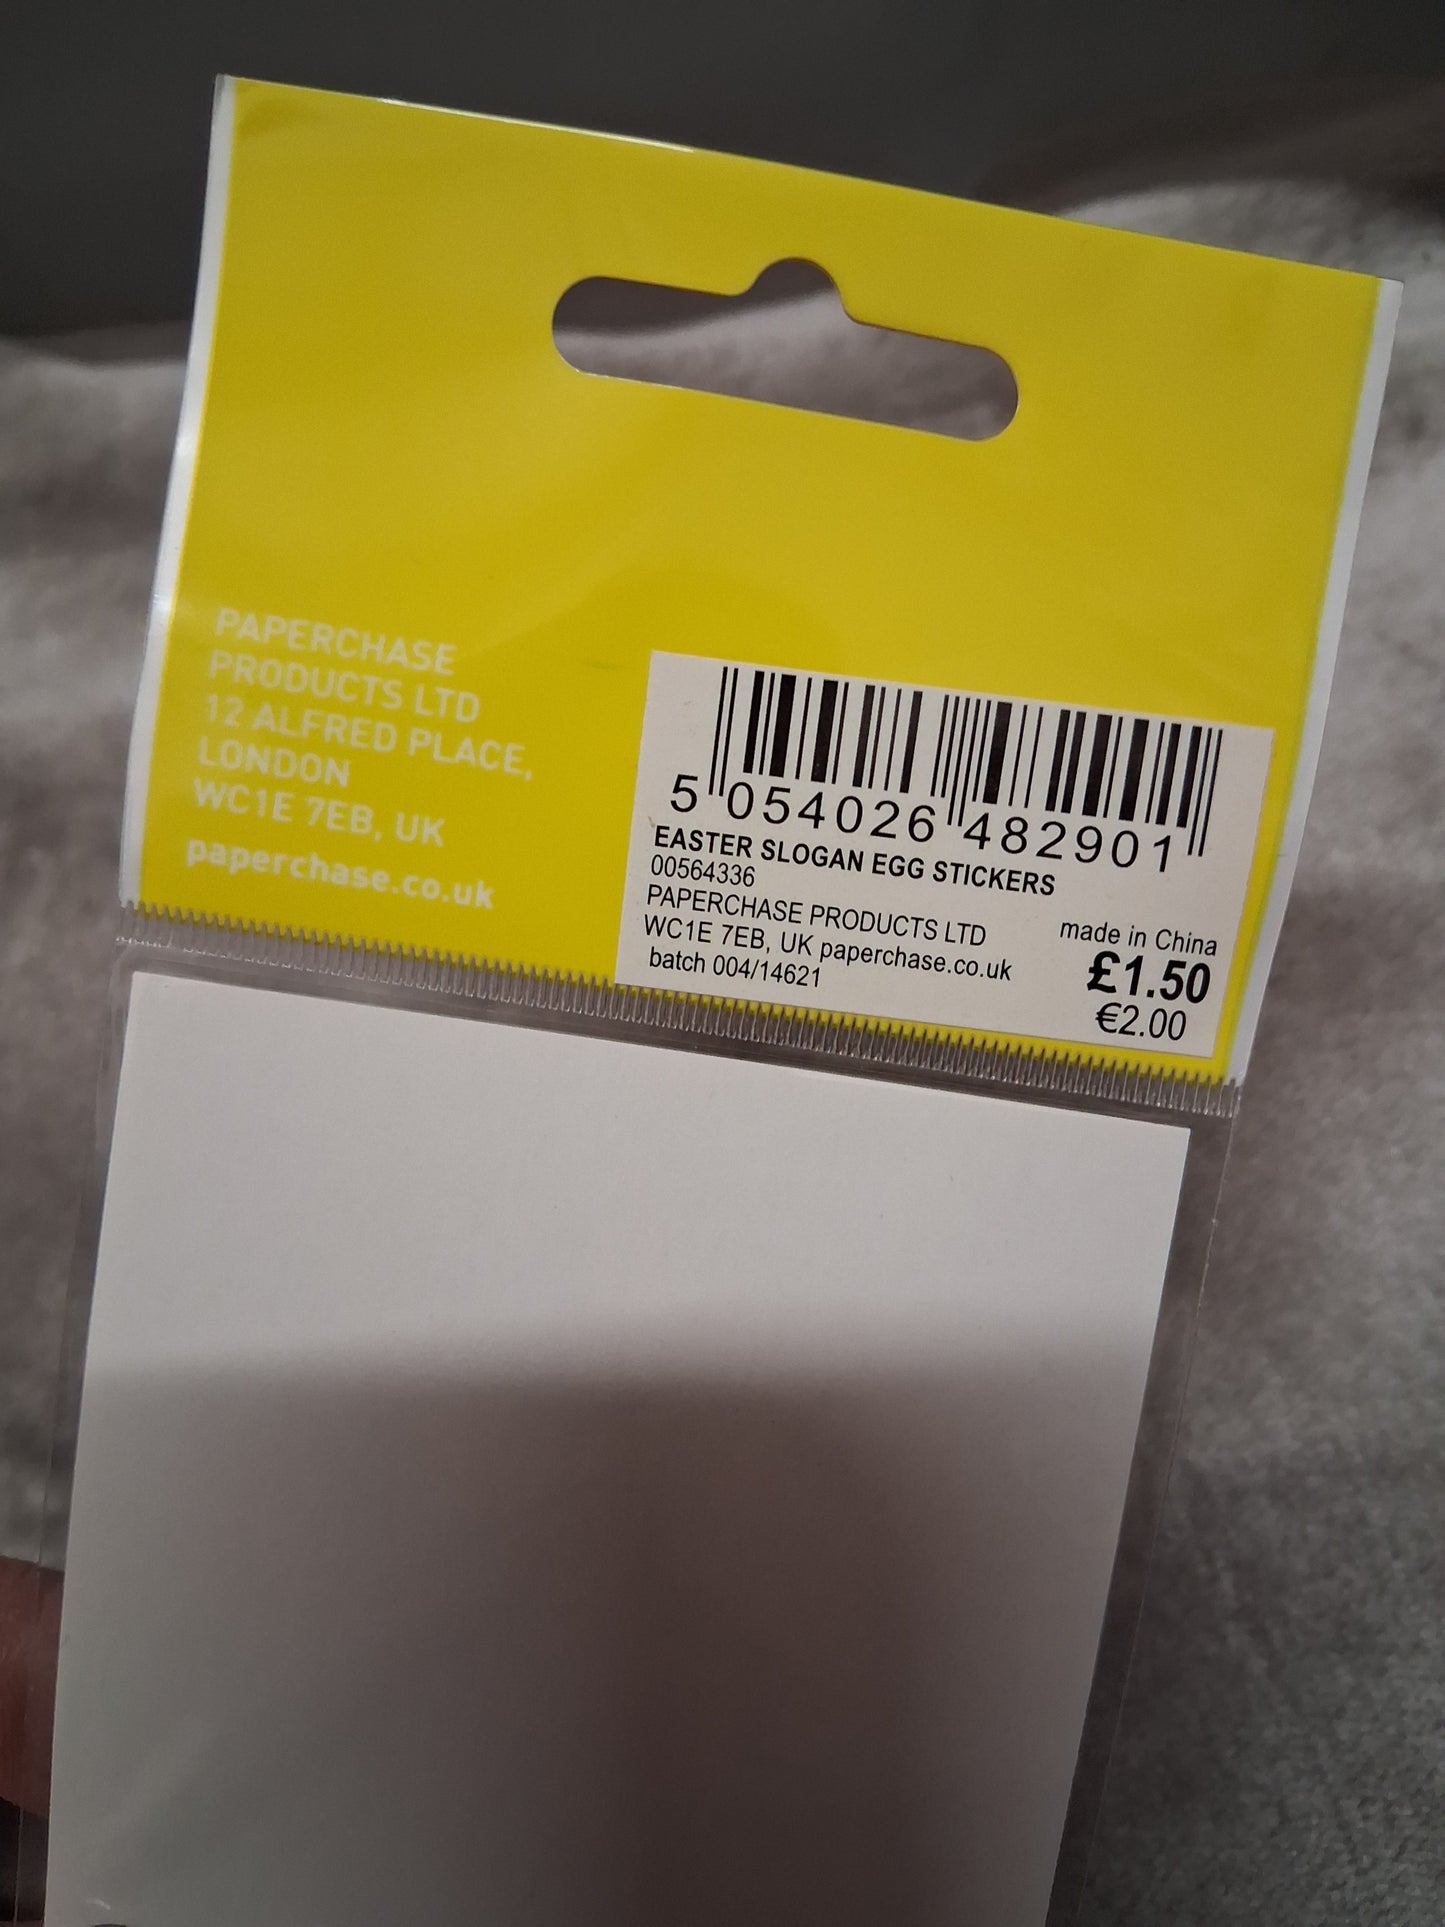 PAPERCHASE
PRODUCTS LTD
12 ALFRED PLACE,
LONDON
WC1E 7EB, UK
paperchase.co.uk
5 054026 482901
EASTER SLOGAN EGG STICKERS
00564336
PAPERCHASE PRODUCTS LTD
WC1E 7EB, UK paperchase.co.uk
batch 004/14621
made in China
£1.50
€2.00